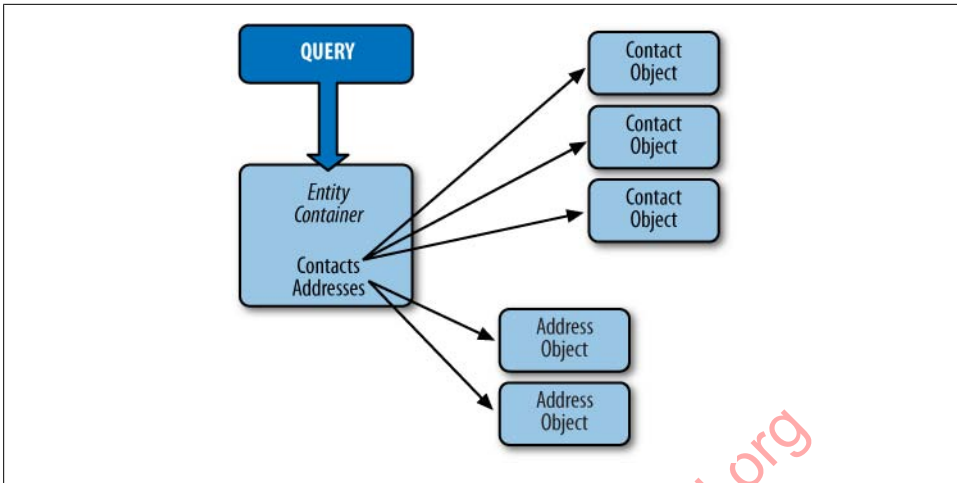 QUERY
Entity
Container
Contacts
Addresses
Contact
Object
Contact
Object
Contact
Object
Address
Object
Address
Object
.org